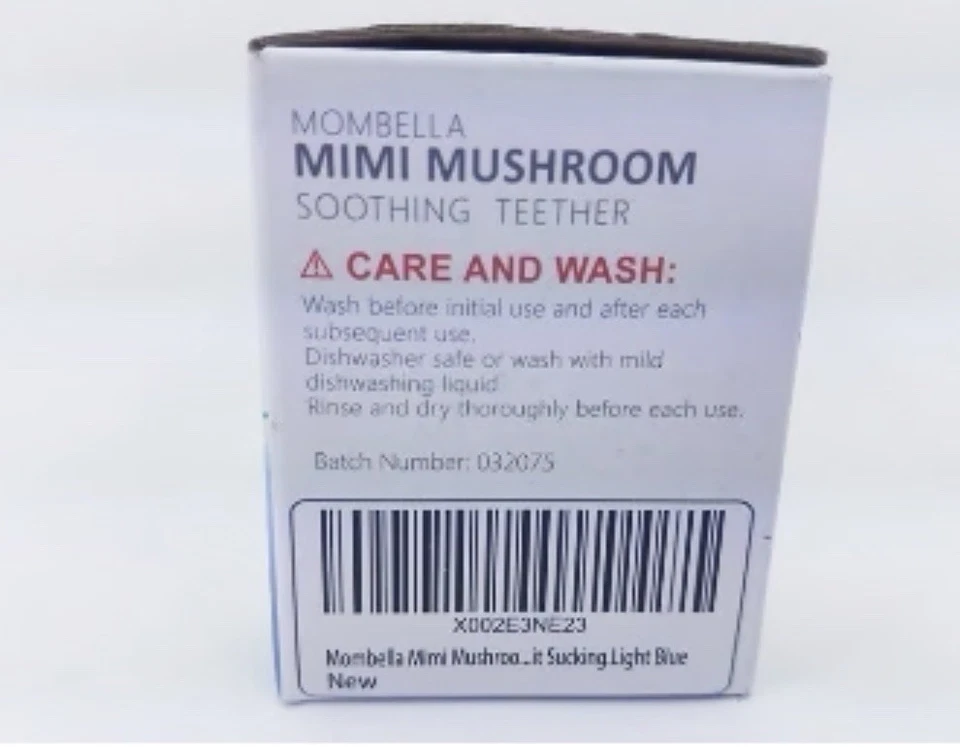 MOMBELLA
MIMI MUSHROOM
SOOTHING TEETHER
⚠ CARE AND WASH:
Wash before initial use and after each
subsequent use.
Dishwasher safe or wash with mild
dishwashing liquid
Rinse and dry thoroughly before each use.
Batch Number: 032075
X002E3NE23
Mombella Mimi Mushroo...it Sucking.Light Blue
New